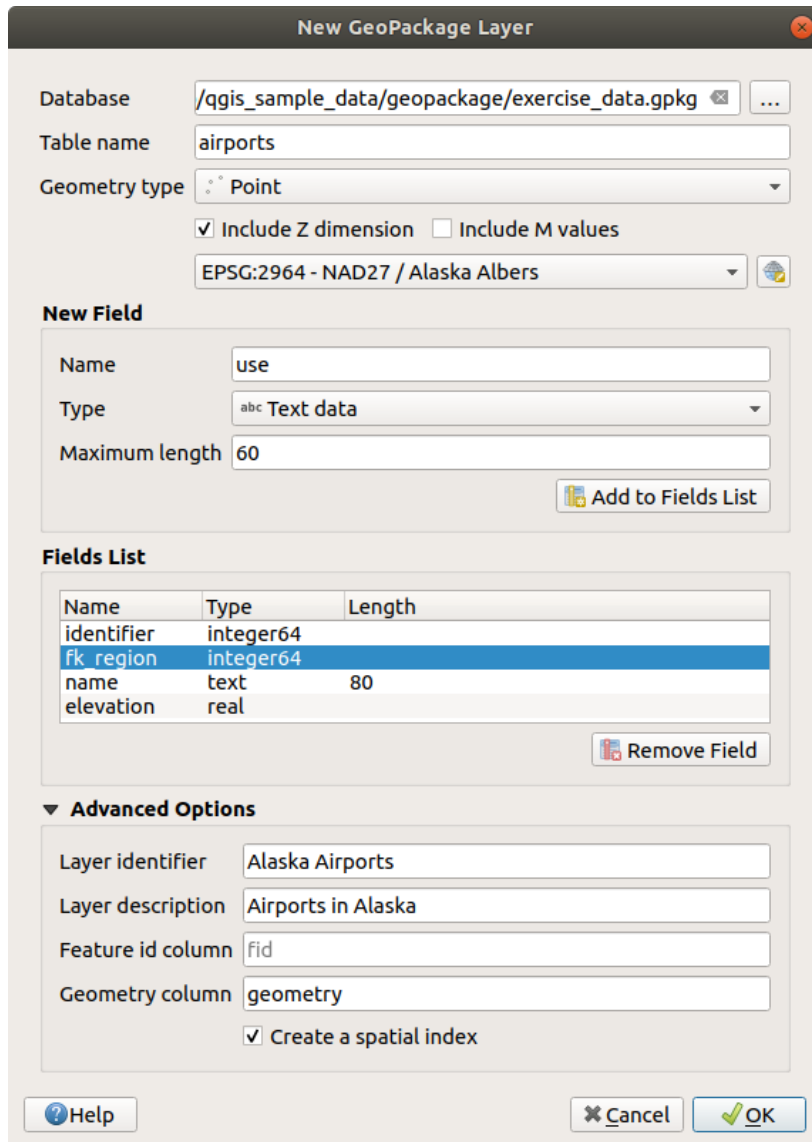 New GeoPackage Layer
Database /qgis_sample_data/geopackage/exercise_data.gpkg ...
Table name airports
Geometry type Point
Include Z dimension Include M values
EPSG:2964 - NAD27 / Alaska Albers
New Field
Name use
Type abc Text data
Maximum length 60
Add to Fields List
Fields List
Name Type Length
identifier integer64
fk_region integer64
name text 80
elevation real
Remove Field
Advanced Options
Layer identifier Alaska Airports
Layer description Airports in Alaska
Feature id column fid
Geometry column geometry
Create a spatial index
Help Cancel OK